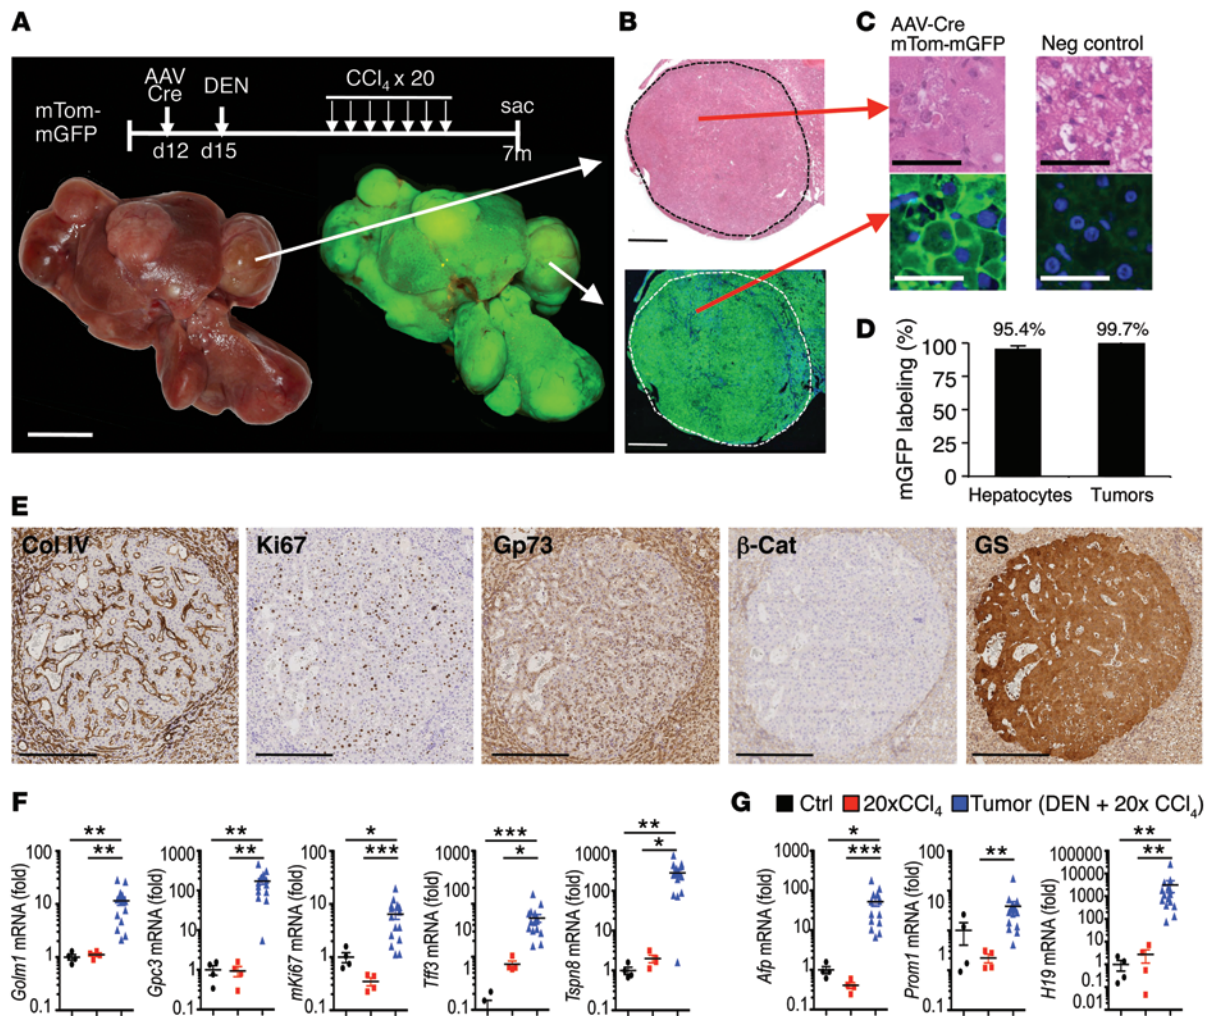 A
AAV
Cre
DEN
CCl4 x 20
sac
mTom-
mGFP
d12
d15
7m
B
C
AAV-Cre
mTom-mGFP
Neg control
D
95.4%
99.7%
mGFP labeling (%)
100
75
50
25
0
Hepatocytes
Tumors
E
Col IV
Ki67
Gp73
β-Cat
GS
F
**
**
Golm1 mRNA (fold)
100
10
1
0.1
**
**
Gpc3 mRNA (fold)
1000
100
10
1
0.1
*
***
mKi67 mRNA (fold)
100
10
1
0.1
***
*
Tff3 mRNA (fold)
1000
100
10
1
0.1
**
*
Tspn8 mRNA (fold)
1000
100
10
1
0.1
G
Ctrl
20xCCl4
Tumor (DEN + 20x CCl4)
*
***
Afp mRNA (fold)
1000
100
10
1
0.1
**
Prom1 mRNA (fold)
100
10
1
0.1
**
**
H19 mRNA (fold)
100000
10000
1000
100
10
1
0.1
0.01